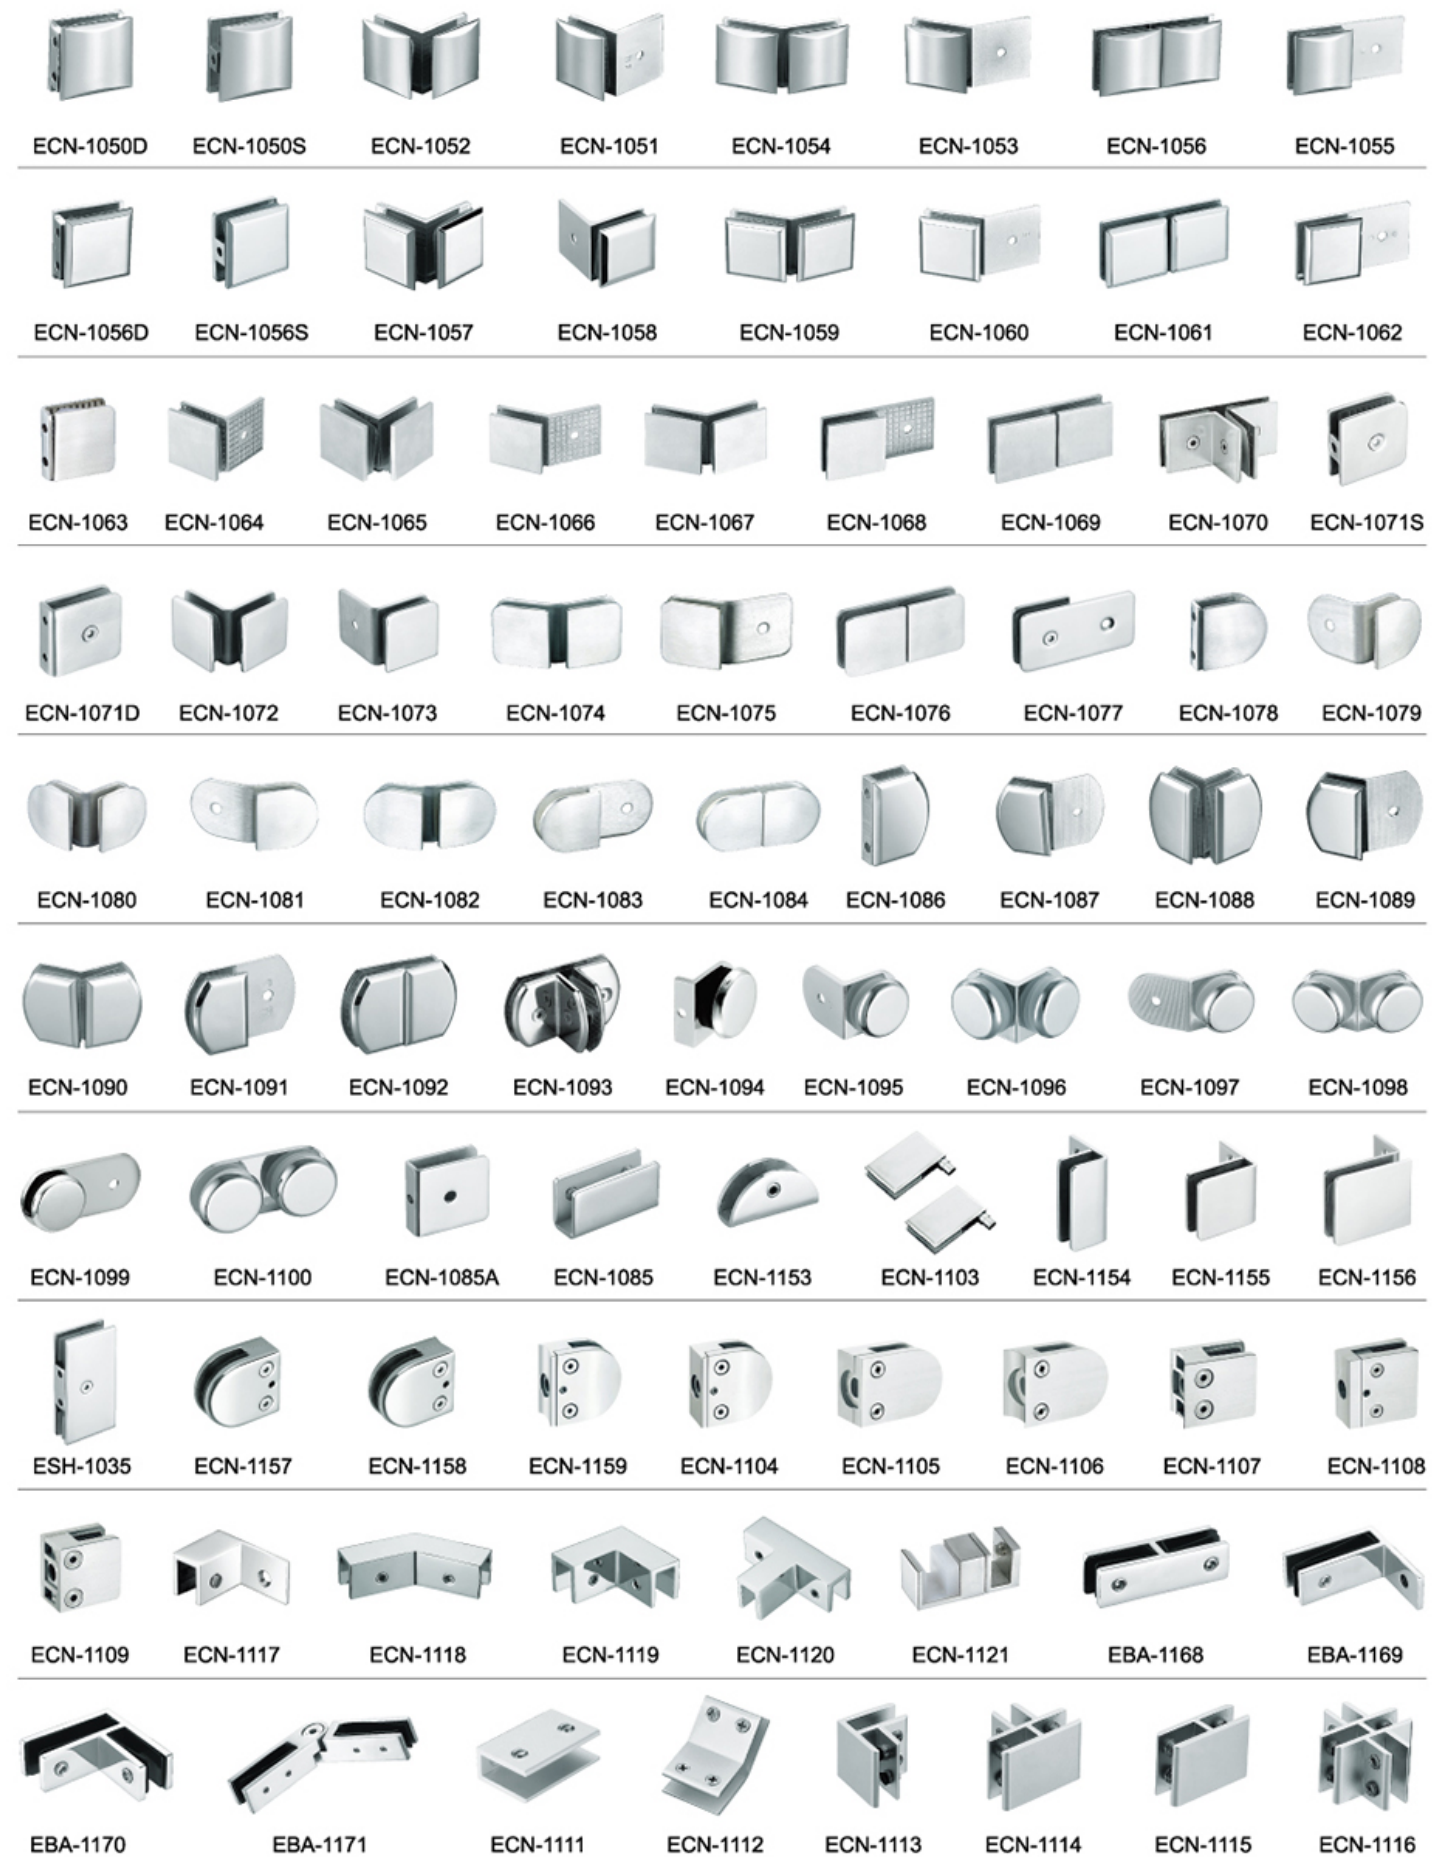 ECN-1050D ECN-1050S ECN-1052 ECN-1051 ECN-1054 ECN-1053 ECN-1056 ECN-1055
ECN-1056D ECN-1056S ECN-1057 ECN-1058 ECN-1059 ECN-1060 ECN-1061 ECN-1062
ECN-1063 ECN-1064 ECN-1065 ECN-1066 ECN-1067 ECN-1068 ECN-1069 ECN-1070 ECN-1071S
ECN-1071D ECN-1072 ECN-1073 ECN-1074 ECN-1075 ECN-1076 ECN-1077 ECN-1078 ECN-1079
ECN-1080 ECN-1081 ECN-1082 ECN-1083 ECN-1084 ECN-1086 ECN-1087 ECN-1088 ECN-1089
ECN-1090 ECN-1091 ECN-1092 ECN-1093 ECN-1094 ECN-1095 ECN-1096 ECN-1097 ECN-1098
ECN-1099 ECN-1100 ECN-1085A ECN-1085 ECN-1153 ECN-1103 ECN-1154 ECN-1155 ECN-1156
ESH-1035 ECN-1157 ECN-1158 ECN-1159 ECN-1104 ECN-1105 ECN-1106 ECN-1107 ECN-1108
ECN-1109 ECN-1117 ECN-1118 ECN-1119 ECN-1120 ECN-1121 EBA-1168 EBA-1169
EBA-1170 EBA-1171 ECN-1111 ECN-1112 ECN-1113 ECN-1114 ECN-1115 ECN-1116